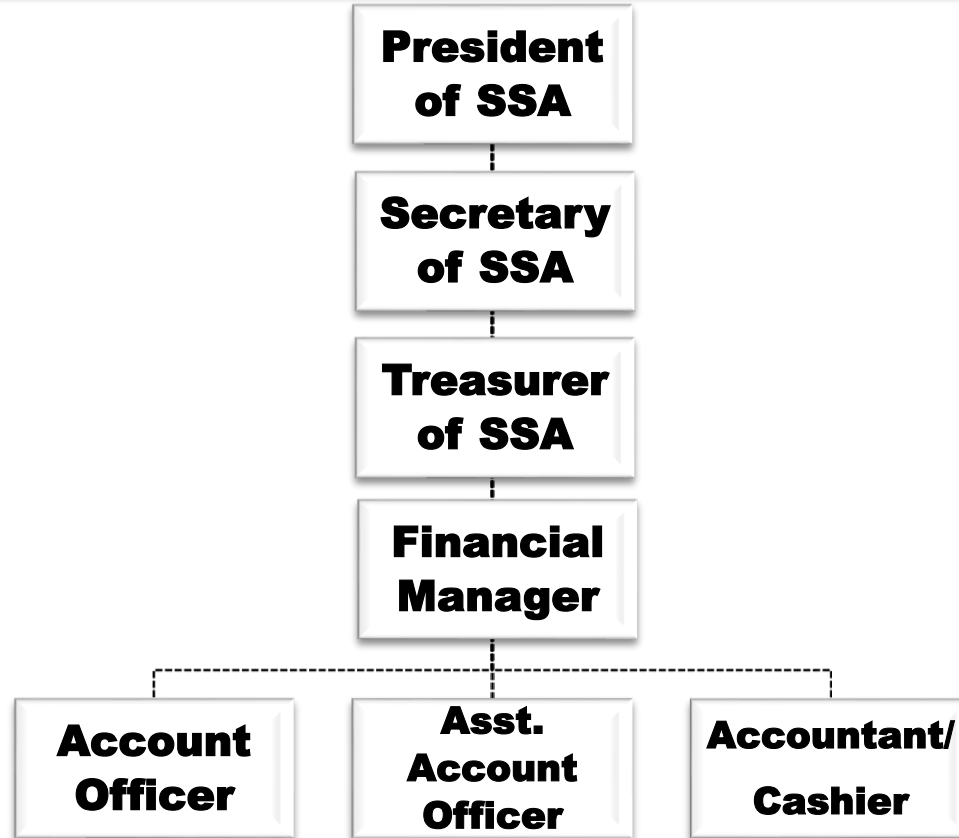 President
of SSA
Secretary
of SSA
Treasurer
of SSA
Financial
Manager
Account
Officer
Asst.
Account
Officer
Accountant/
Cashier